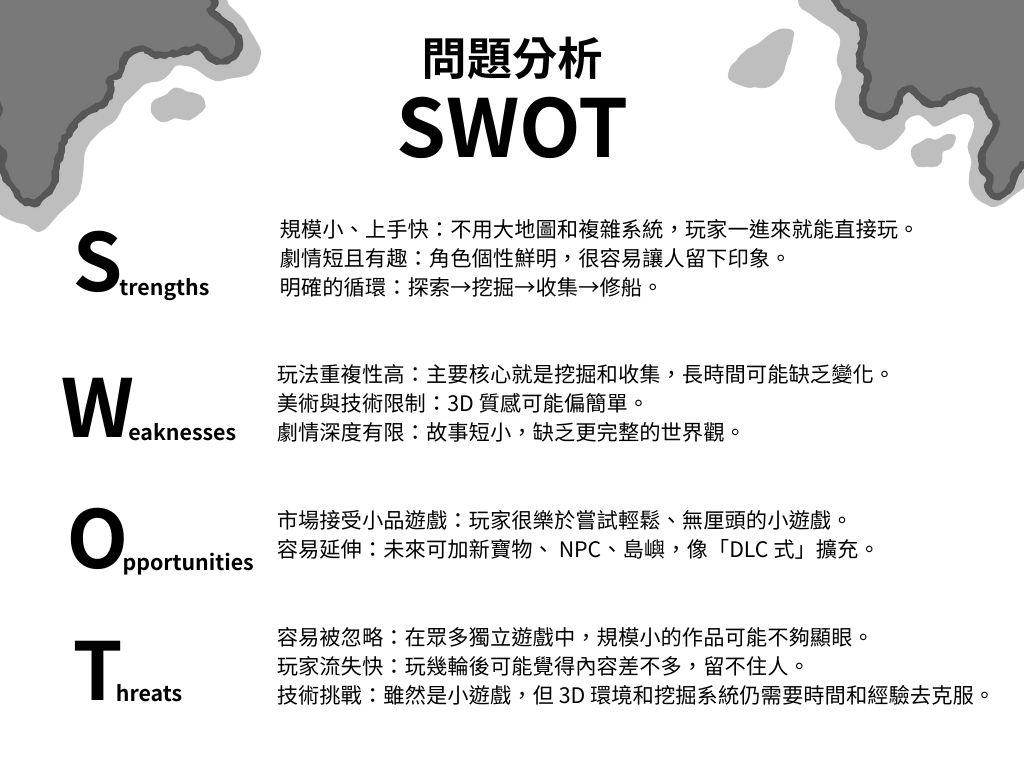 問題分析
SWOT
Strengths
規模小、上手快：不用大地圖和複雜系統，玩家一進來就能直接玩。
劇情短且有趣：角色個性鮮明，很容易讓人留下印象。
明確的循環：探索→挖掘→收集→修船。
Weaknesses
玩法重複性高：主要核心就是挖掘和收集，長時間可能缺乏變化。
美術與技術限制：3D 質感可能偏簡單。
劇情深度有限：故事短小，缺乏更完整的世界觀。
Opportunities
市場接受小品遊戲：玩家很樂於嘗試輕鬆、無厘頭的小遊戲。
容易延伸：未來可加新寶物、 NPC、島嶼，像「DLC 式」擴充。
Threats
容易被忽略：在眾多獨立遊戲中，規模小的作品可能不夠顯眼。
玩家流失快：玩幾輪後可能覺得內容差不多，留不住人。
技術挑戰：雖然是小遊戲，但 3D 環境和挖掘系統仍需要時間和經驗去克服。